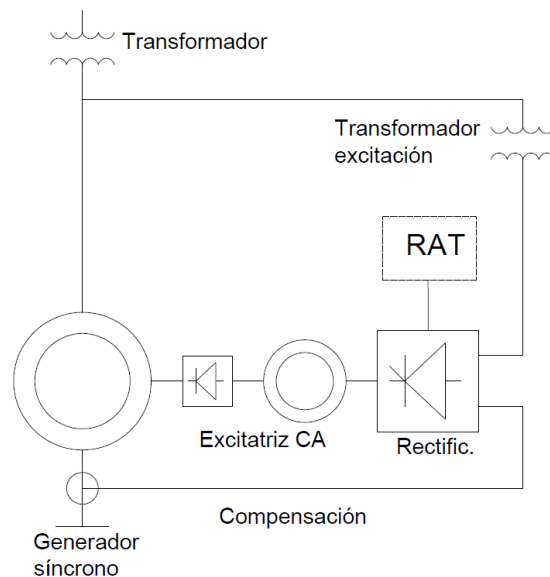 Transformador
Transformador
excitación
RAT
Excitatriz CA
Rectific.
Compensación
Generador
síncrono